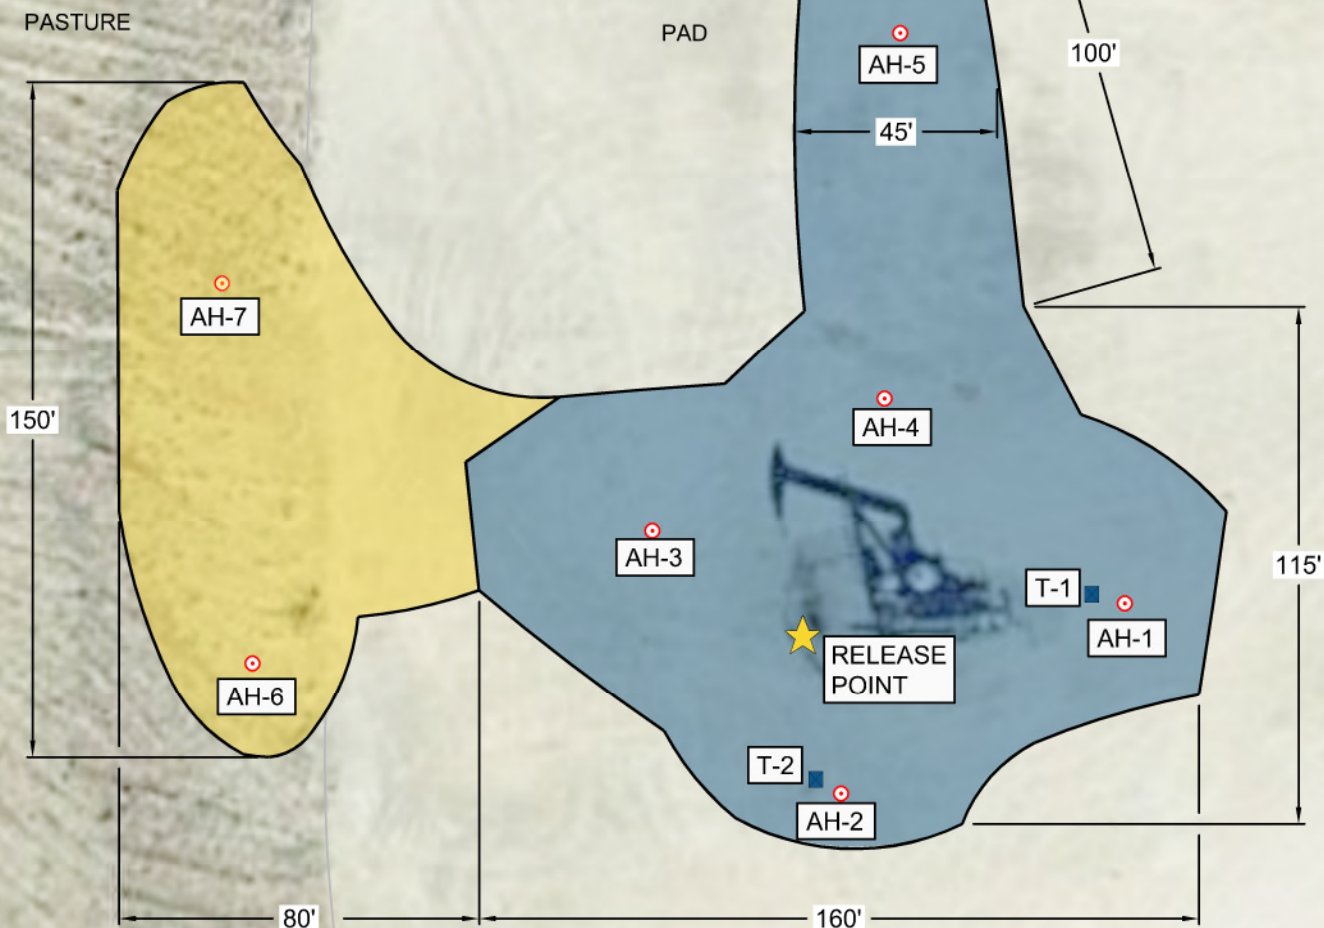 PASTURE
PAD
AH-5
100'
45'
AH-7
150'
AH-4
AH-3
115'
T-1
AH-1
RELEASE
POINT
AH-6
T-2
AH-2
80'
160'